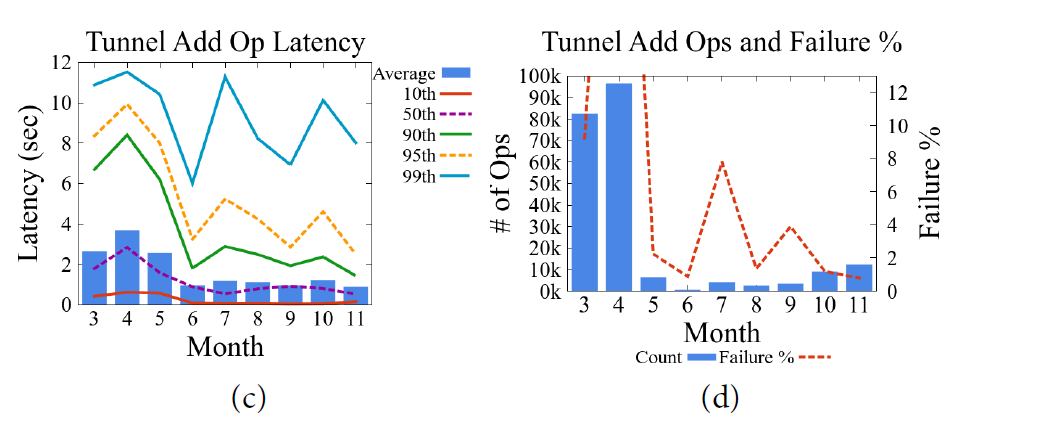 Tunnel Add Op Latency
12
10
8
6
4
2
0
Latency (sec)
3 4 5 6 7 8 9 10 11
Month
Average
10th
50th
90th
95th
99th
(c)
Tunnel Add Ops and Failure %
100k
90k
80k
70k
60k
50k
40k
30k
20k
10k
0k
# of Ops
12
10
8
6
4
2
0
Failure %
3 4 5 6 7 8 9 10 11
Month
Count Failure %
(d)